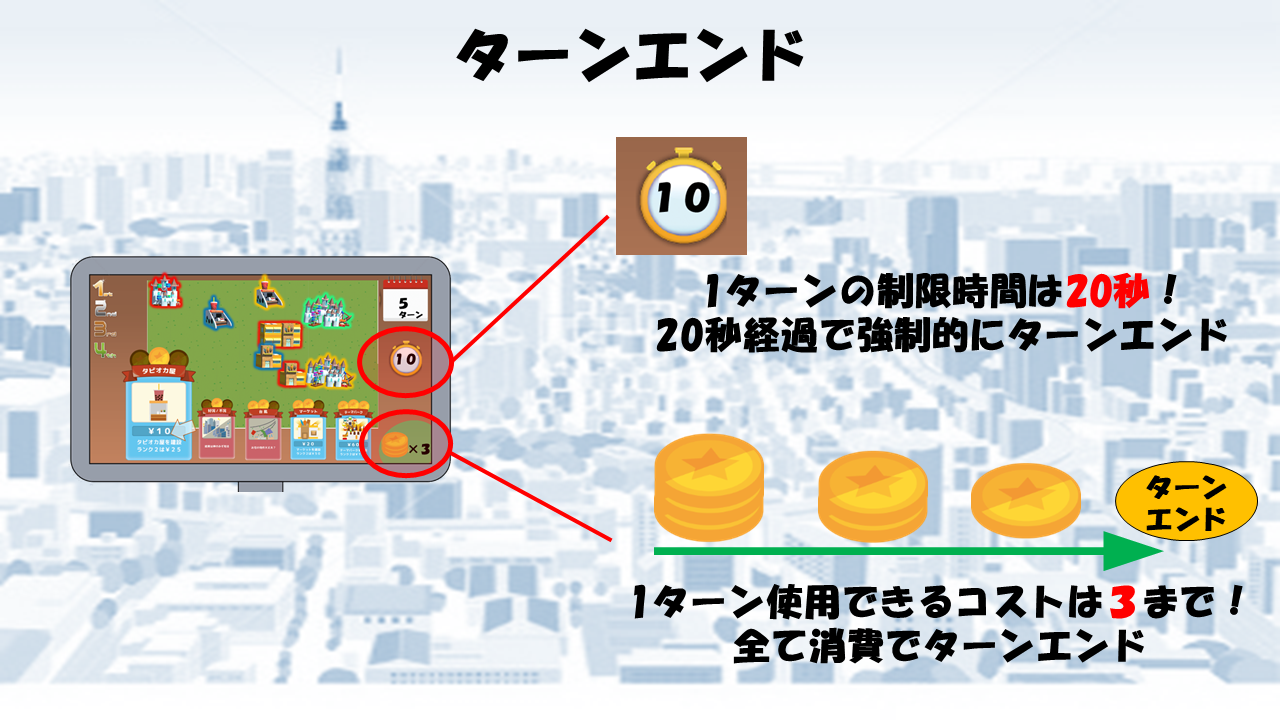 ターンエンド
10
1ターンの制限時間は20秒！
20秒経過で強制的にターンエンド
1
2
3
4
5
ターン
10
タピオカ屋
¥10
タピオカ屋を建設
ランク2は¥25
×3
ターン
エンド
1ターン使用できるコストは3まで！
全て消費でターンエンド